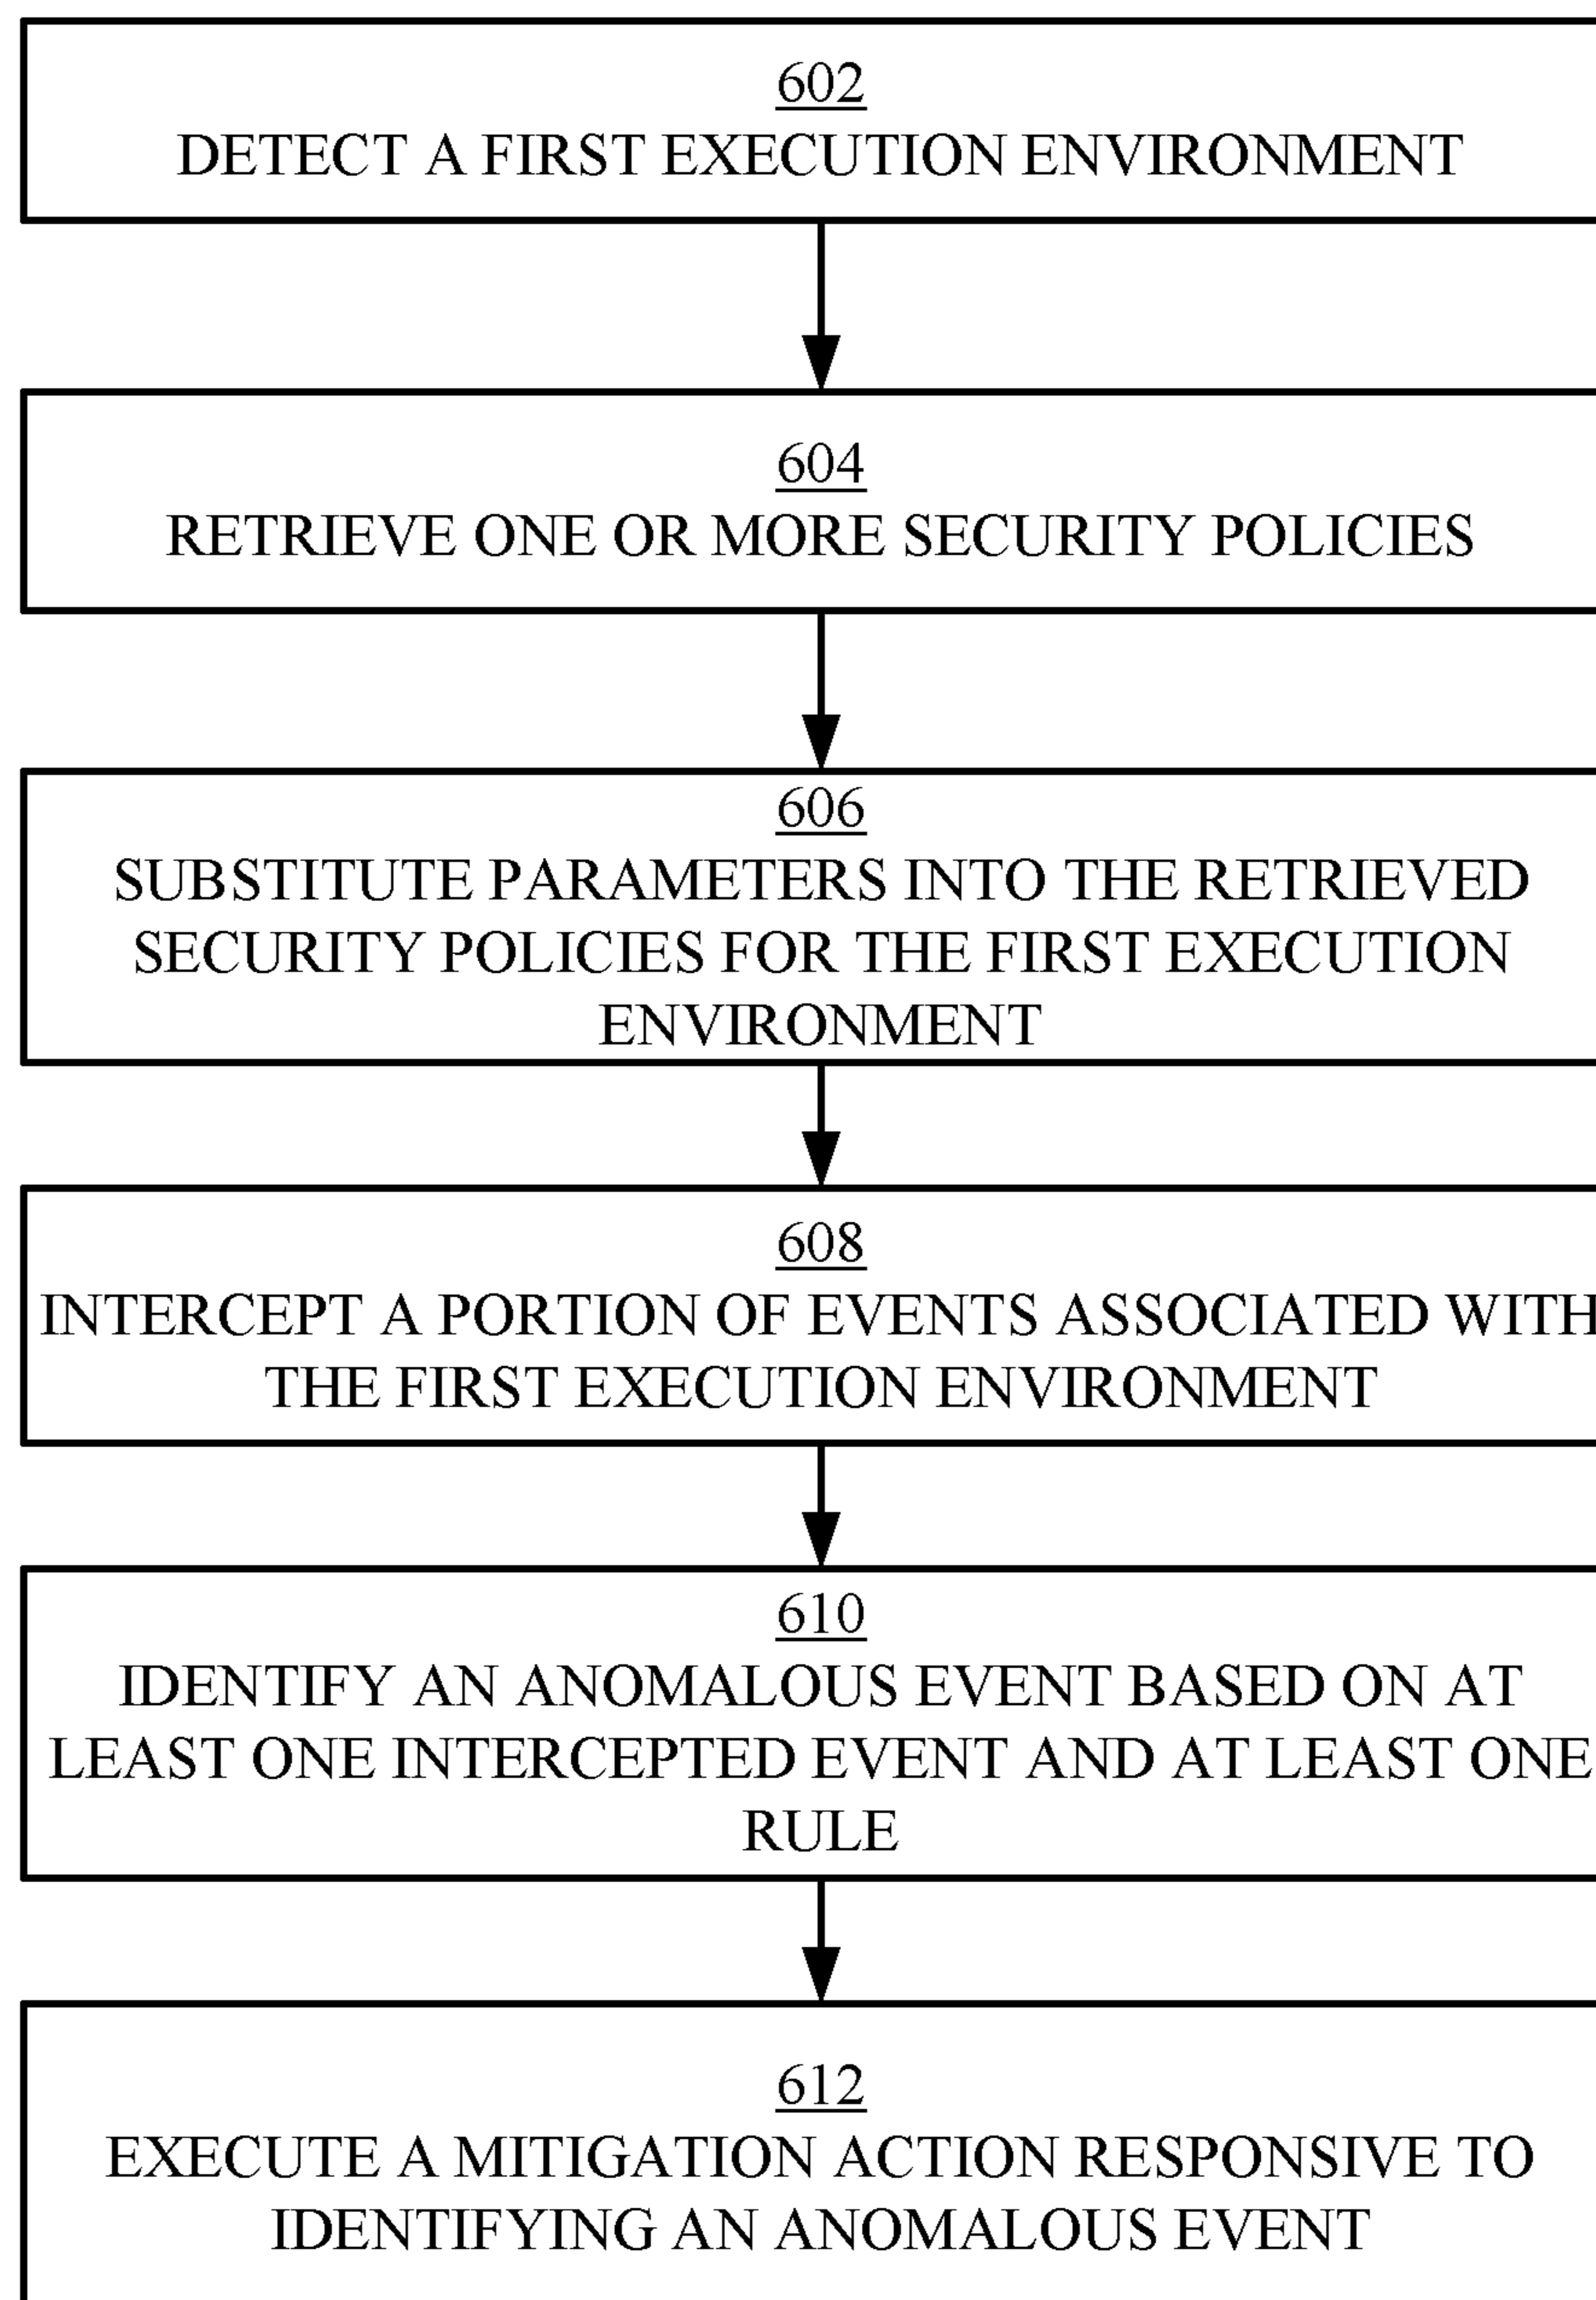 602
DETECT A FIRST EXECUTION ENVIRONMENT
604
RETRIEVE ONE OR MORE SECURITY POLICIES
606
SUBSTITUTE PARAMETERS INTO THE RETRIEVED
SECURITY POLICIES FOR THE FIRST EXECUTION
ENVIRONMENT
608
INTERCEPT A PORTION OF EVENTS ASSOCIATED WITH
THE FIRST EXECUTION ENVIRONMENT
610
IDENTIFY AN ANOMALOUS EVENT BASED ON AT
LEAST ONE INTERCEPTED EVENT AND AT LEAST ONE
RULE
612
EXECUTE A MITIGATION ACTION RESPONSIVE TO
IDENTIFYING AN ANOMALOUS EVENT